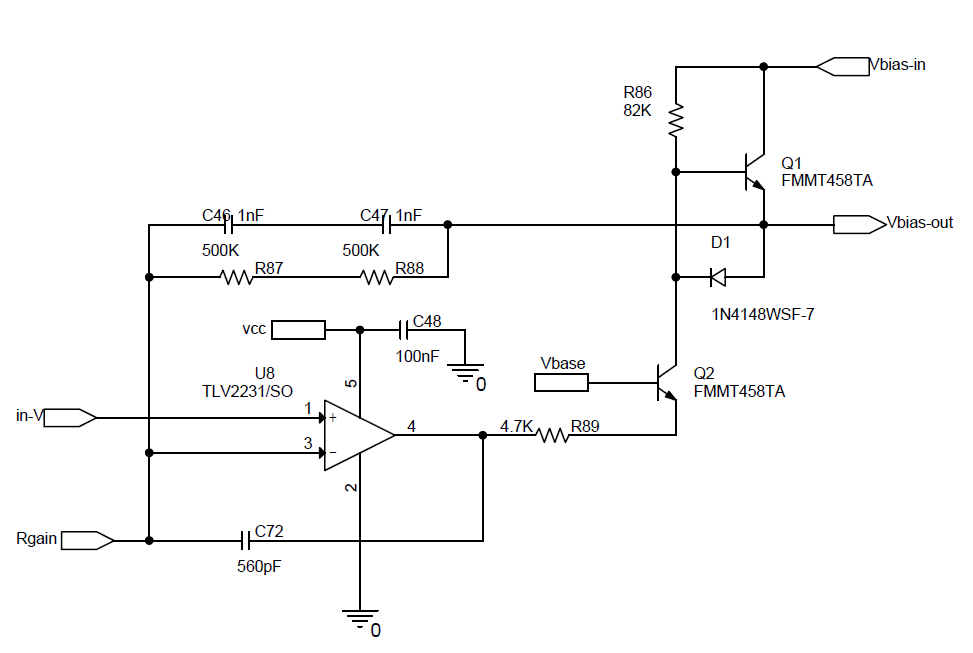 Vbias-in
R86
82K
Q1
FMMT458TA
C46 1nF
C47 1nF
Vbias-out
500K
500K
D1
R87
R88
1N4148WSF-7
vcc
C48
100nF
0
Vbase
U8
TLV2231/SO
5
Q2
FMMT458TA
in-V
1
+
4
4.7K
R89
3
−
2
Rgain
C72
560pF
0